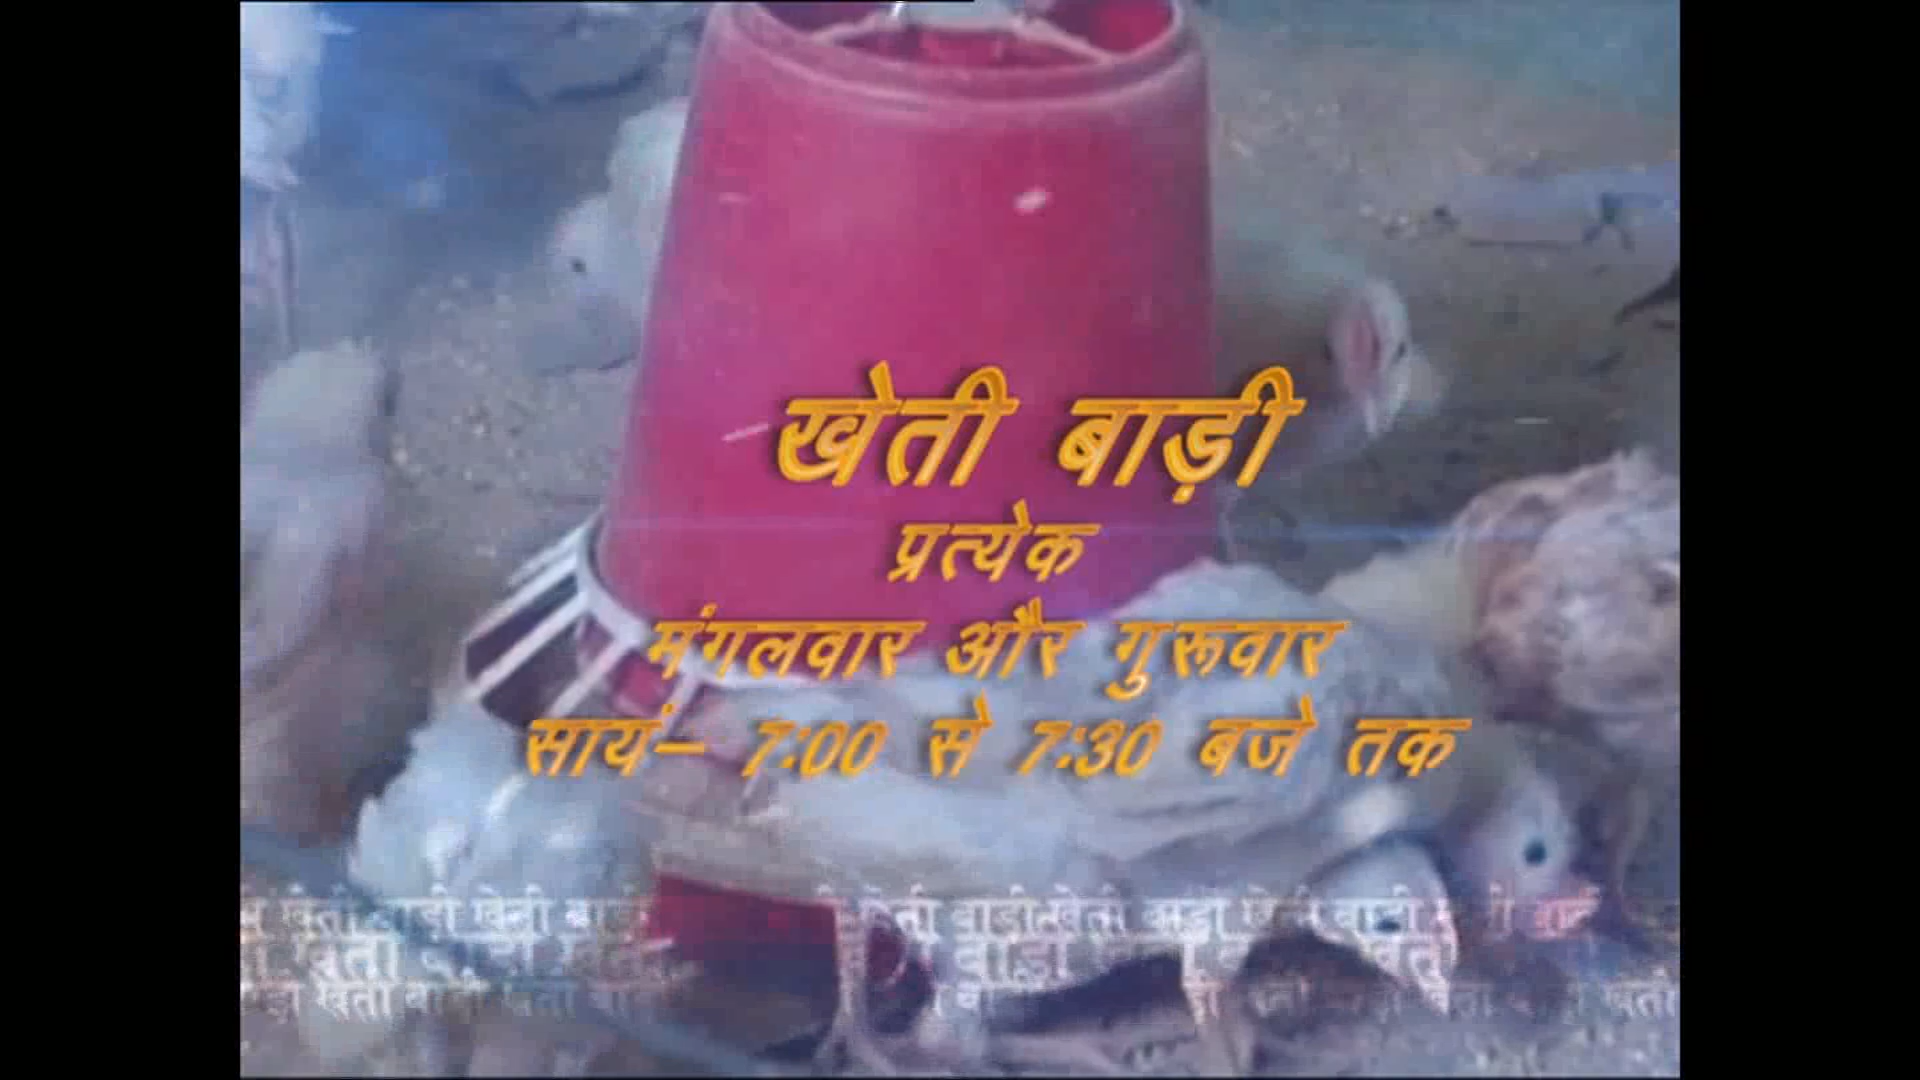 खेती बाड़ी
प्रत्येक
मंगलवार और गुरूवार
सायं– 7:00 से 7:30 बजे तक
खेती बाड़ी खेती बाड़ी
खेती बाड़ी खेती बाड़ी खेती बाड़ी